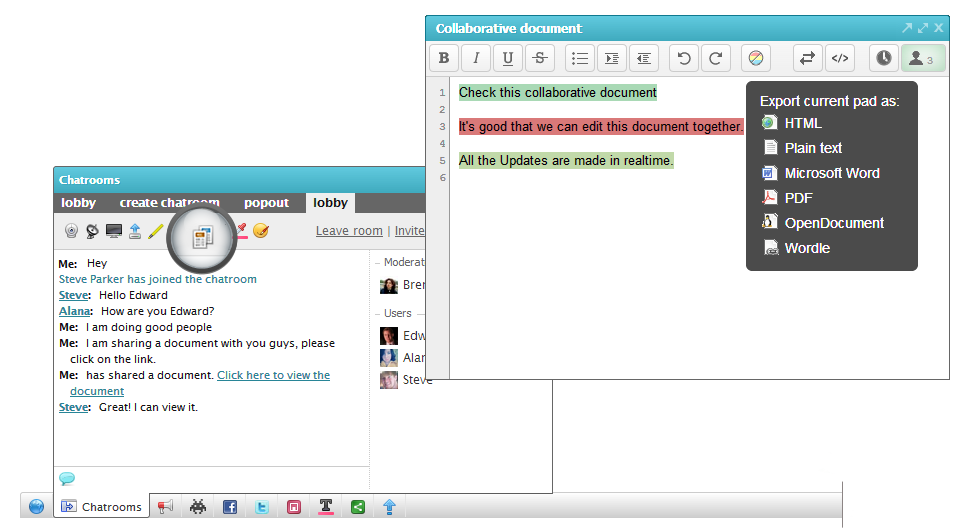 Collaborative document
B I U S
</>
3
1 Check this collaborative document
2
3 It's good that we can edit this document together.
4
5 All the Updates are made in realtime.
6
Export current pad as:
HTML
Plain text
Microsoft Word
PDF
OpenDocument
Wordle
Chatrooms
lobby create chatroom popout lobby
Leave room | Invite
Me: Hey
Steve Parker has joined the chatroom
Steve: Hello Edward
Alana: How are you Edward?
Me: I am doing good people
Me: I am sharing a document with you guys, please
click on the link.
Me: has shared a document. Click here to view the
document
Steve: Great! I can view it.
Moderat
Bren
Users
Edw
Alan
Steve
Chatrooms